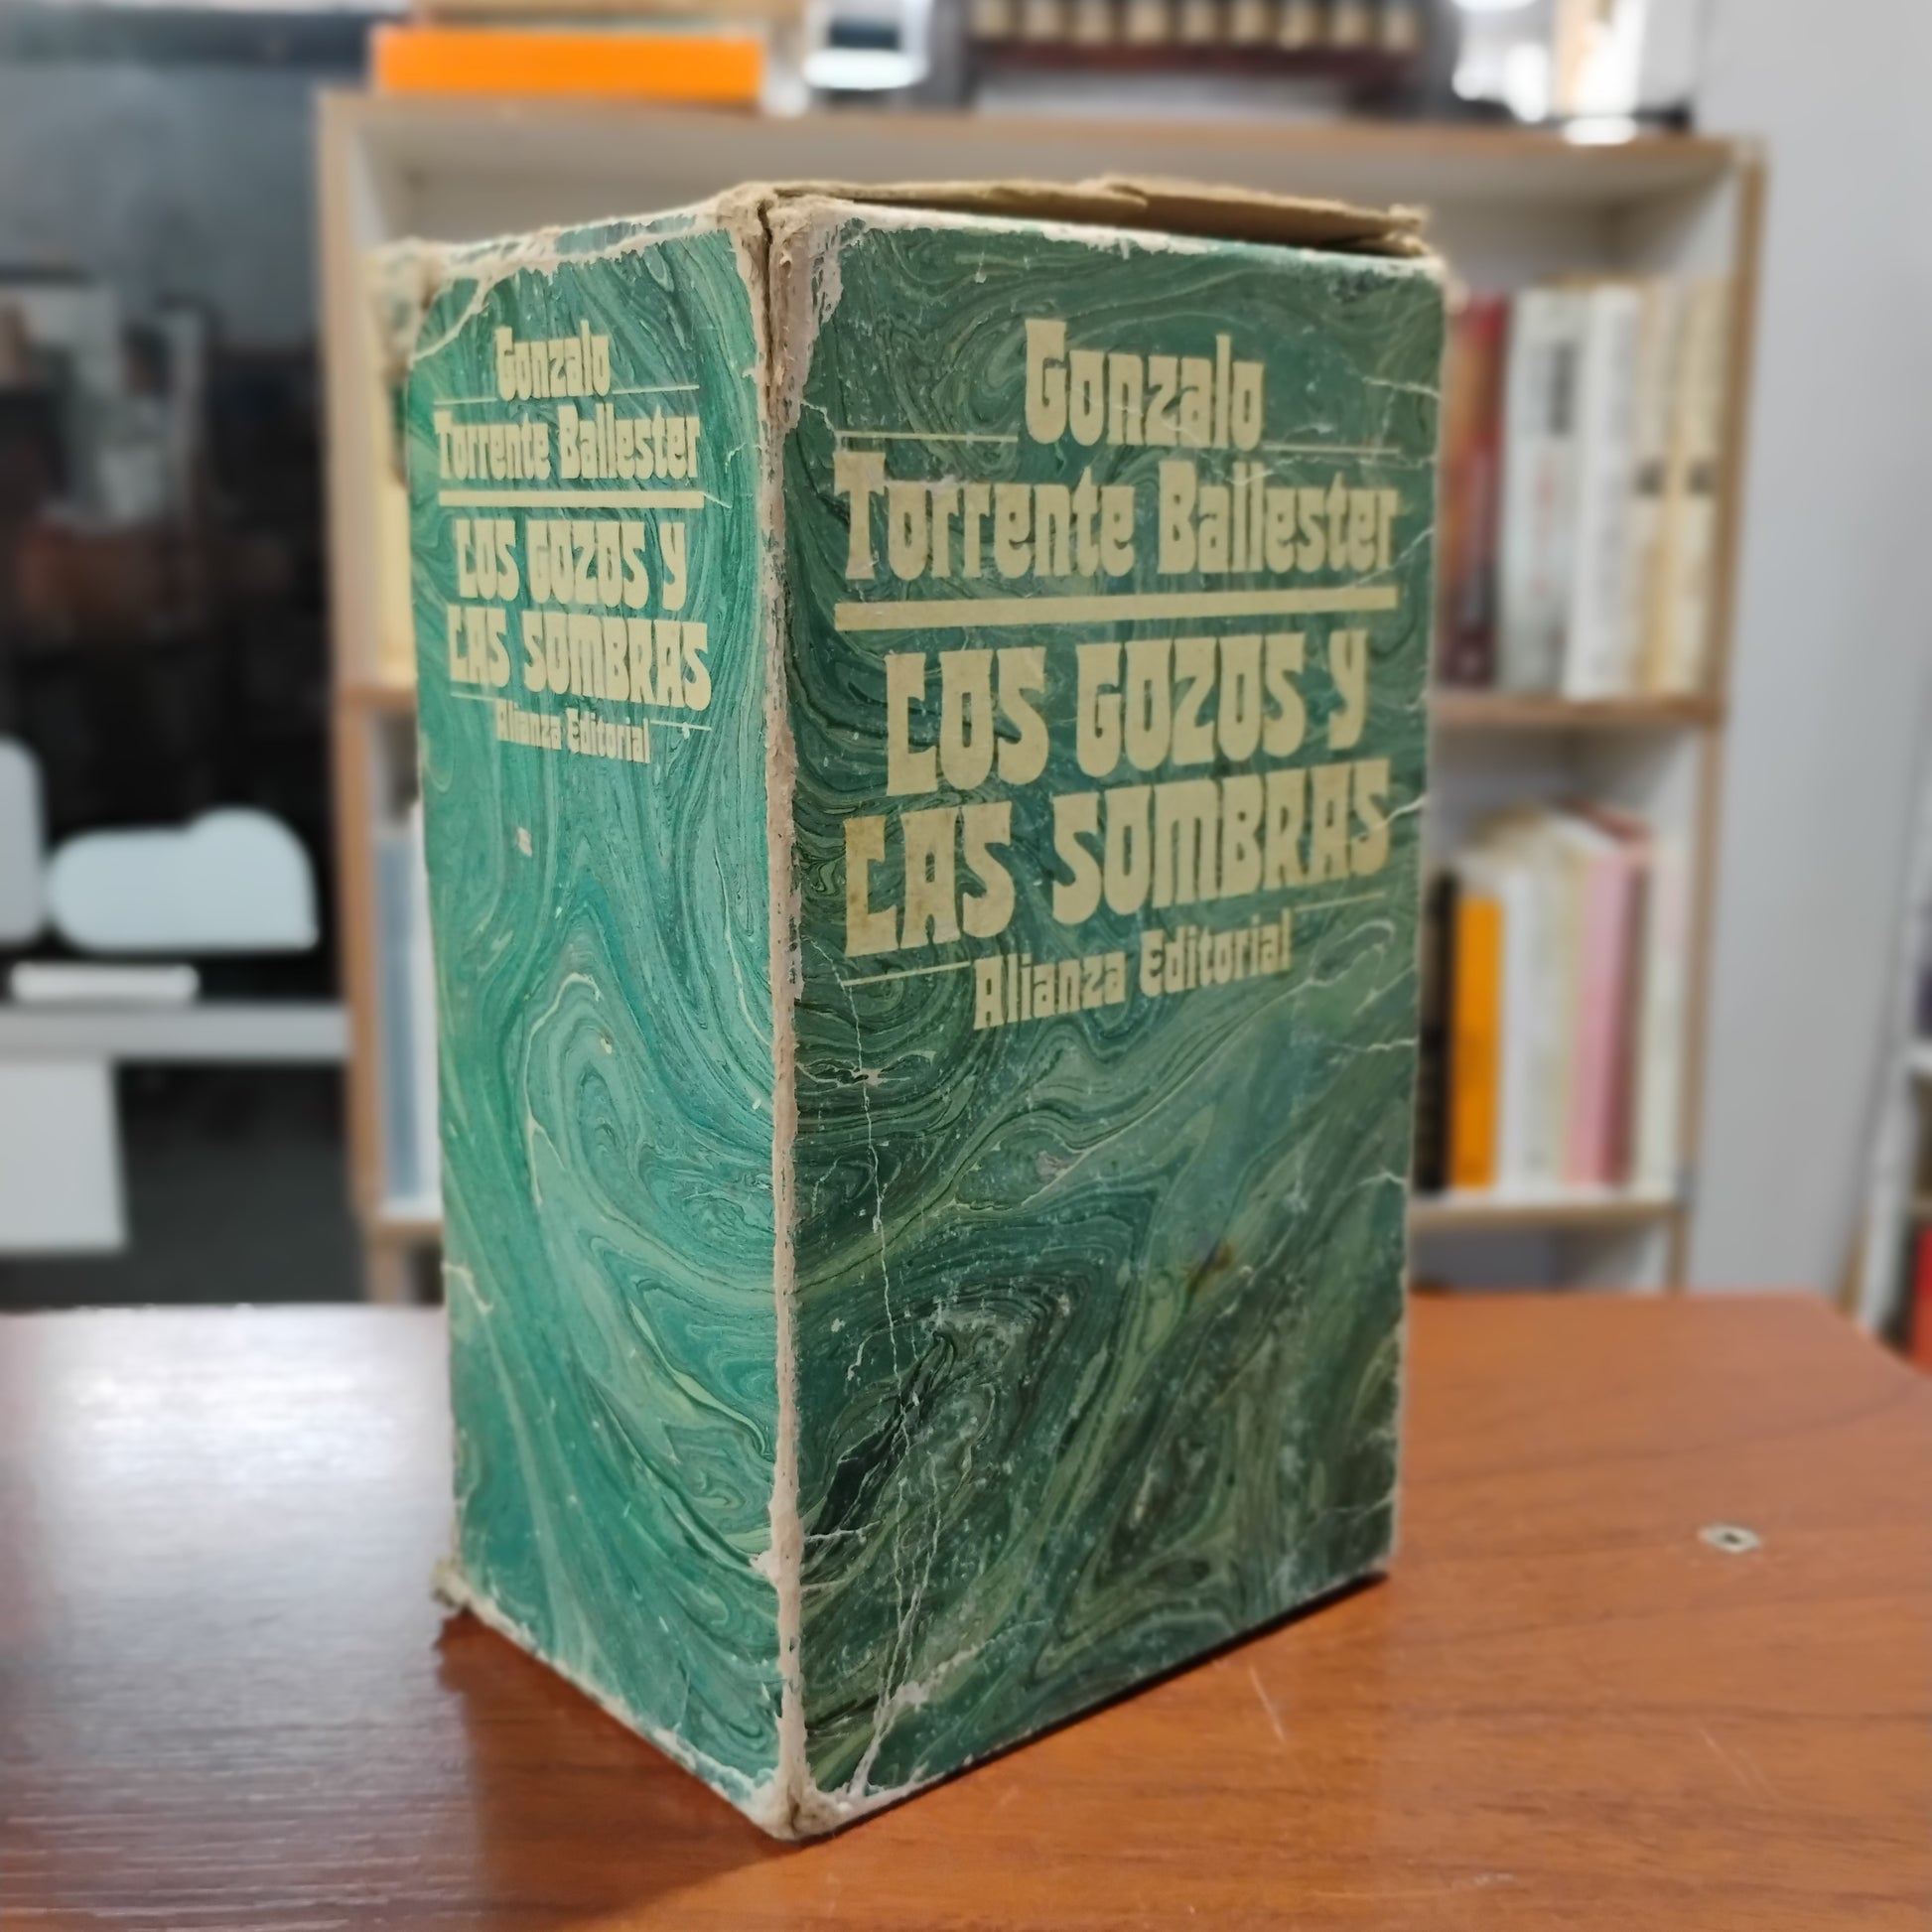 Gonzalo
Torrente Ballester
LOS GOZOS Y
LAS SOMBRAS
Alianza Editorial
Gonzalo
Torrente Ballester
LOS GOZOS Y
LAS SOMBRAS
Alianza Editorial